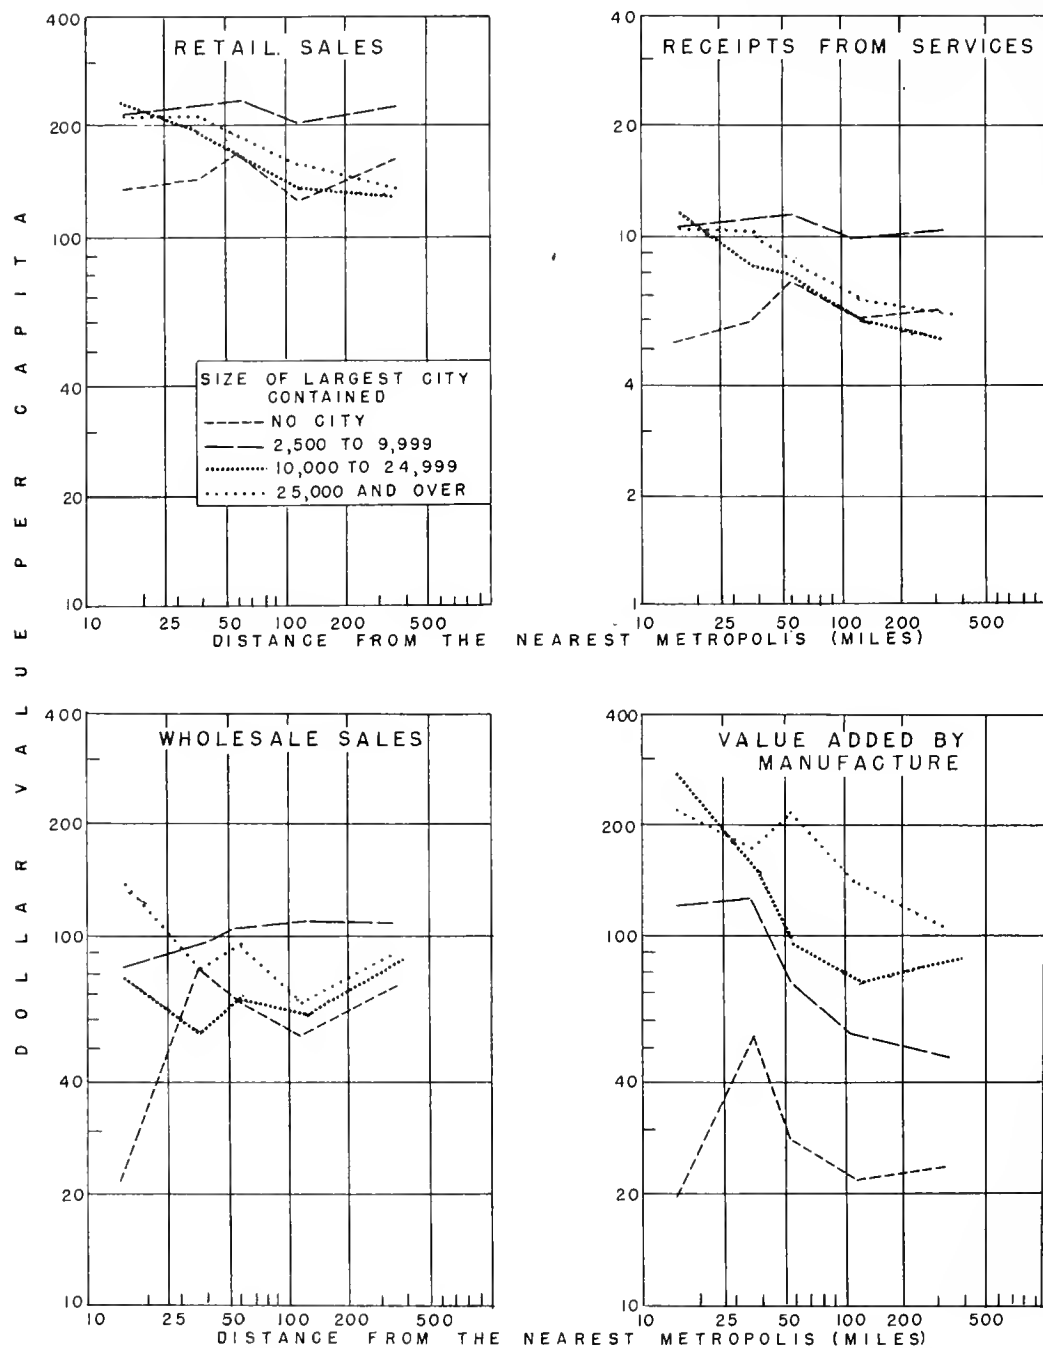 DOLLAR VALUE PER CAPITA
RETAIL SALES
400
200
100
40
20
10
SIZE OF LARGEST CITY
CONTAINED
NO CITY
2,500 TO 9,999
10,000 TO 24,999
25,000 AND OVER
10 25 50 100 200 500
RECEIPTS FROM SERVICES
40
20
10
4
2
1
10 25 50 100 200 500
DISTANCE FROM THE NEAREST METROPOLIS (MILES)
WHOLESALE SALES
400
200
100
40
20
10
10 25 50 100 200 500
VALUE ADDED BY
MANUFACTURE
400
200
100
40
20
10
10 25 50 100 200 500
DISTANCE FROM THE NEAREST METROPOLIS (MILES)